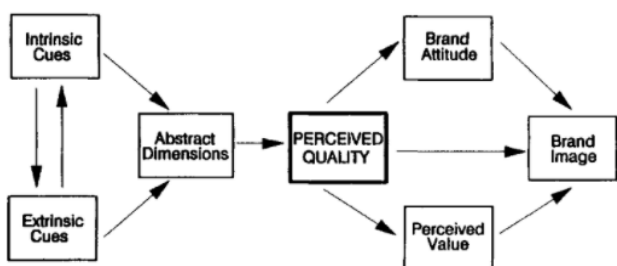 Intrinsic
Cues
Extrinsic
Cues
Abstract
Dimensions
PERCEIVED
QUALITY
Brand
Attitude
Perceived
Value
Brand
Image